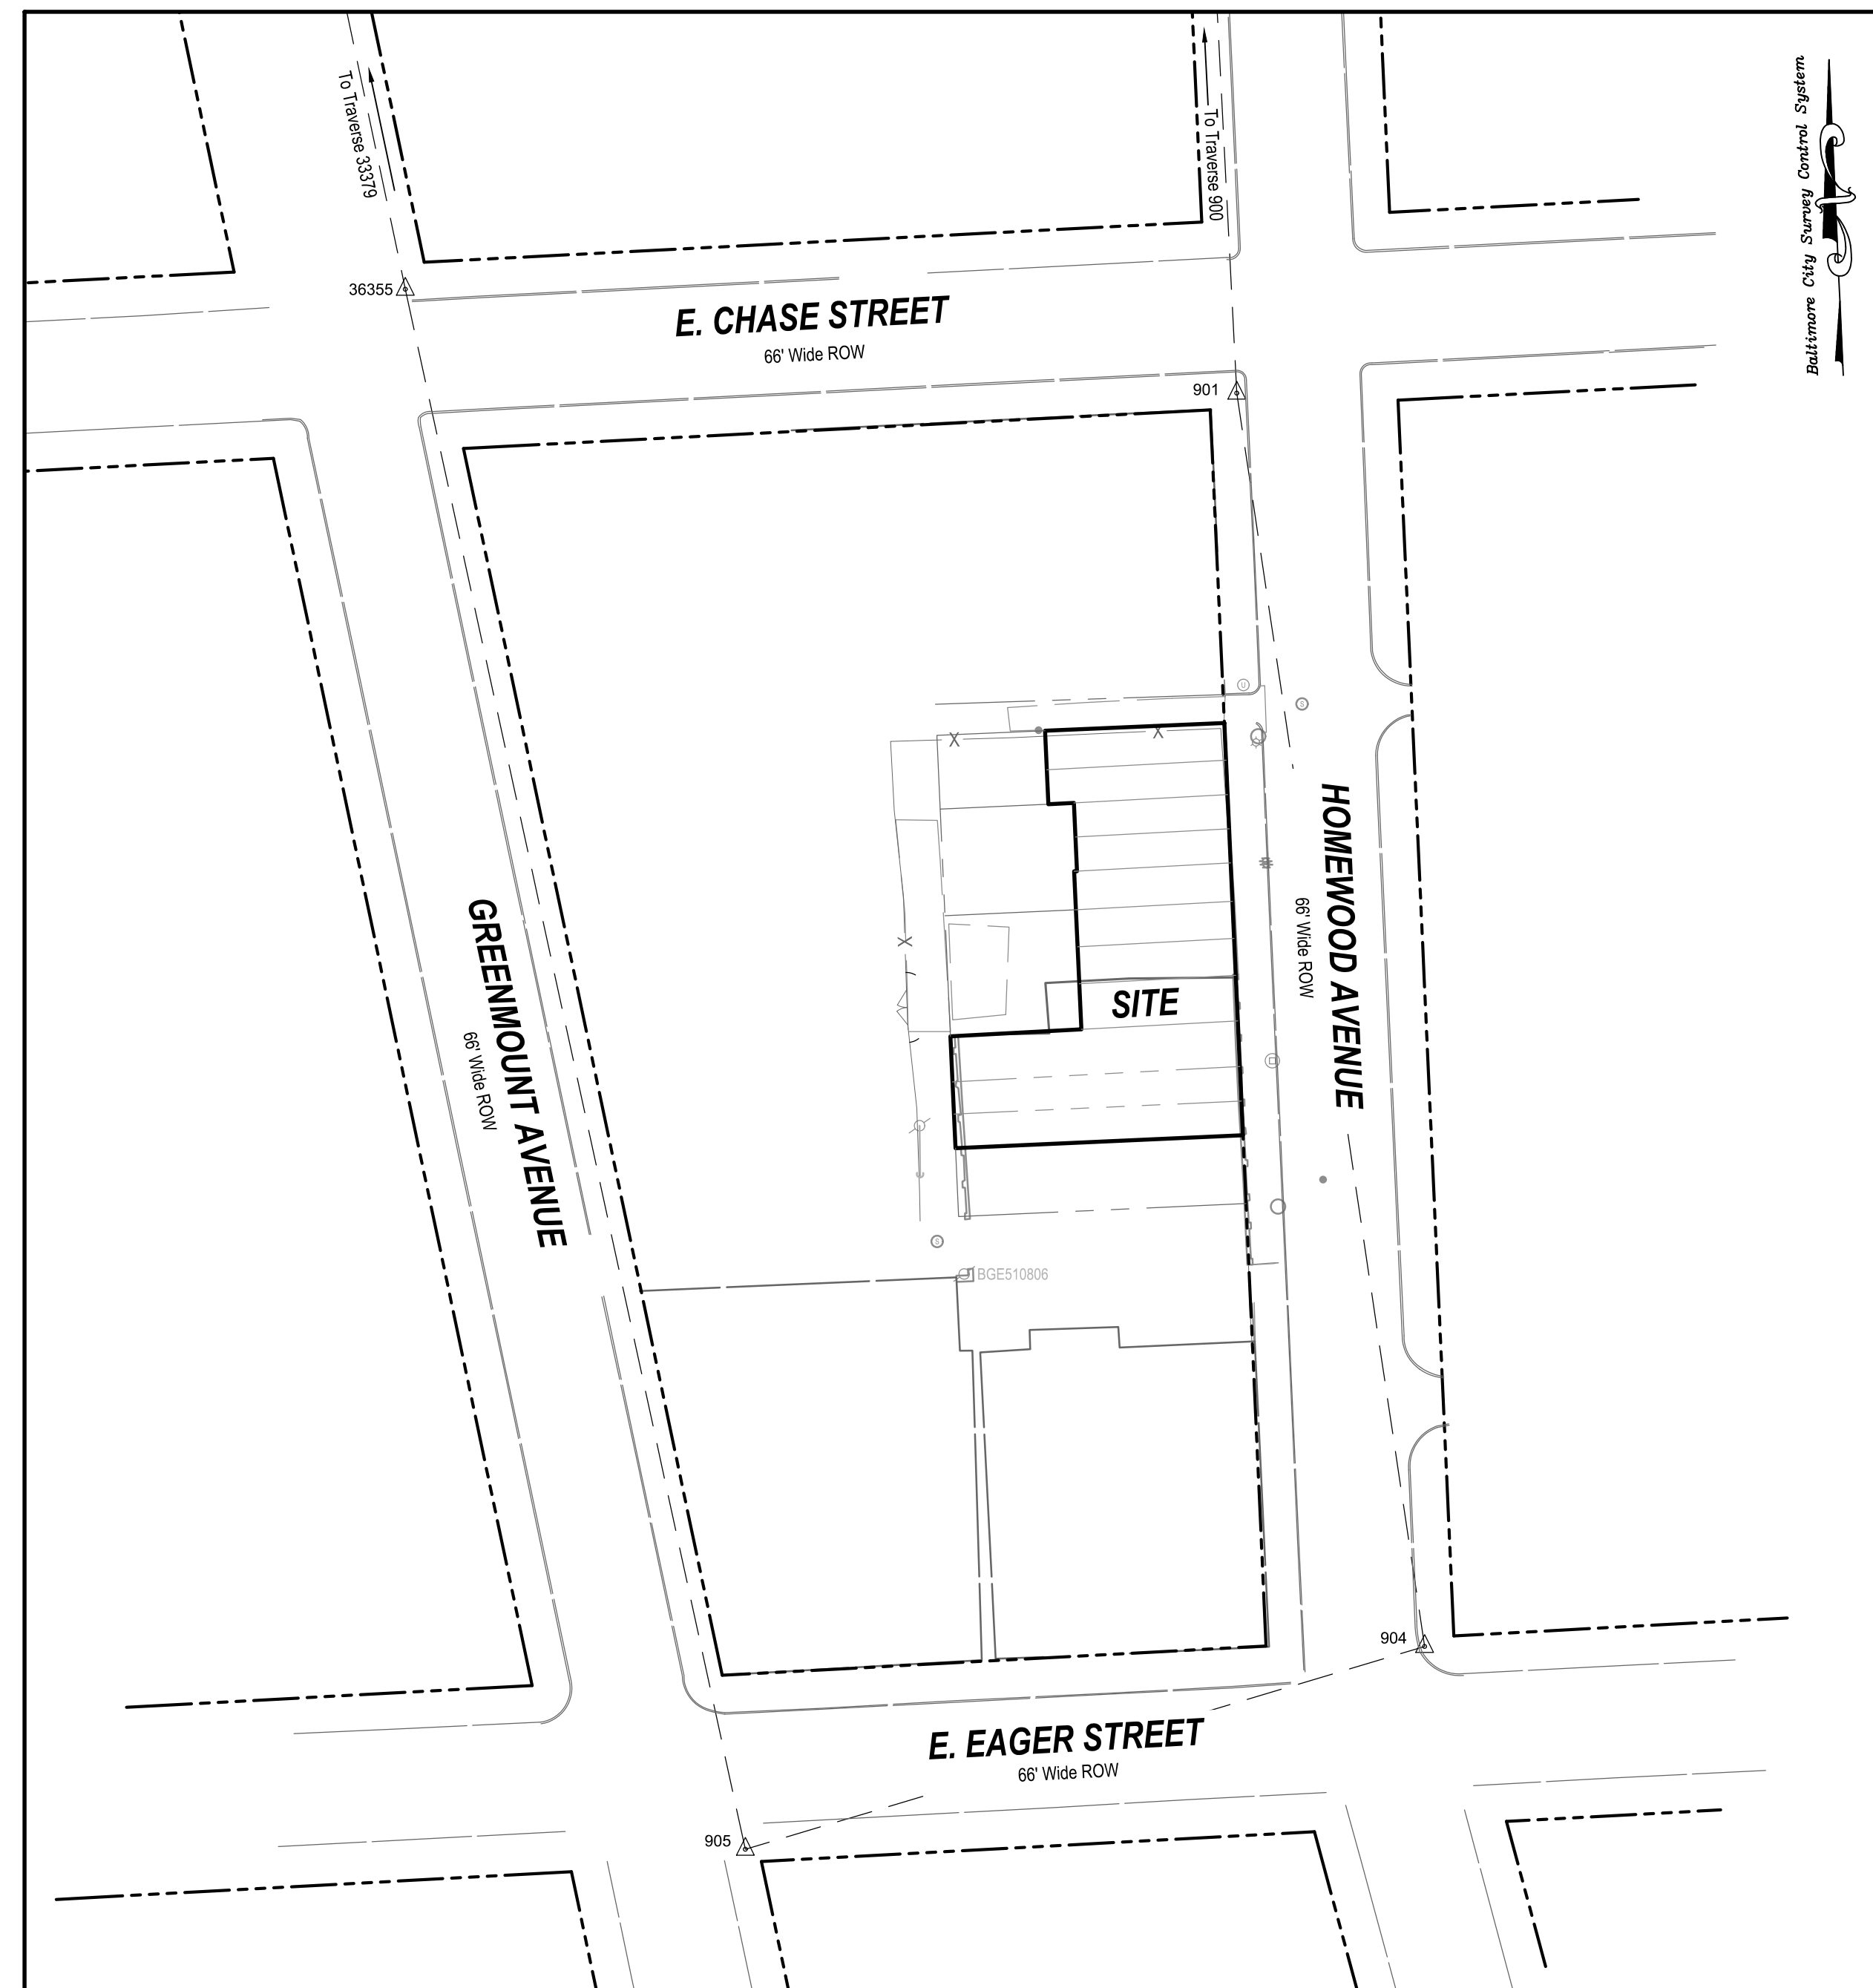 To Traverse 33379
To Traverse 900
Baltimore City Survey Control System
36355
E. CHASE STREET
66' Wide ROW
901
U
S
HOMEWOOD AVENUE
66' Wide ROW
GREENMOUNT AVENUE
66' Wide ROW
SITE
S
BGE510806
904
E. EAGER STREET
66' Wide ROW
905